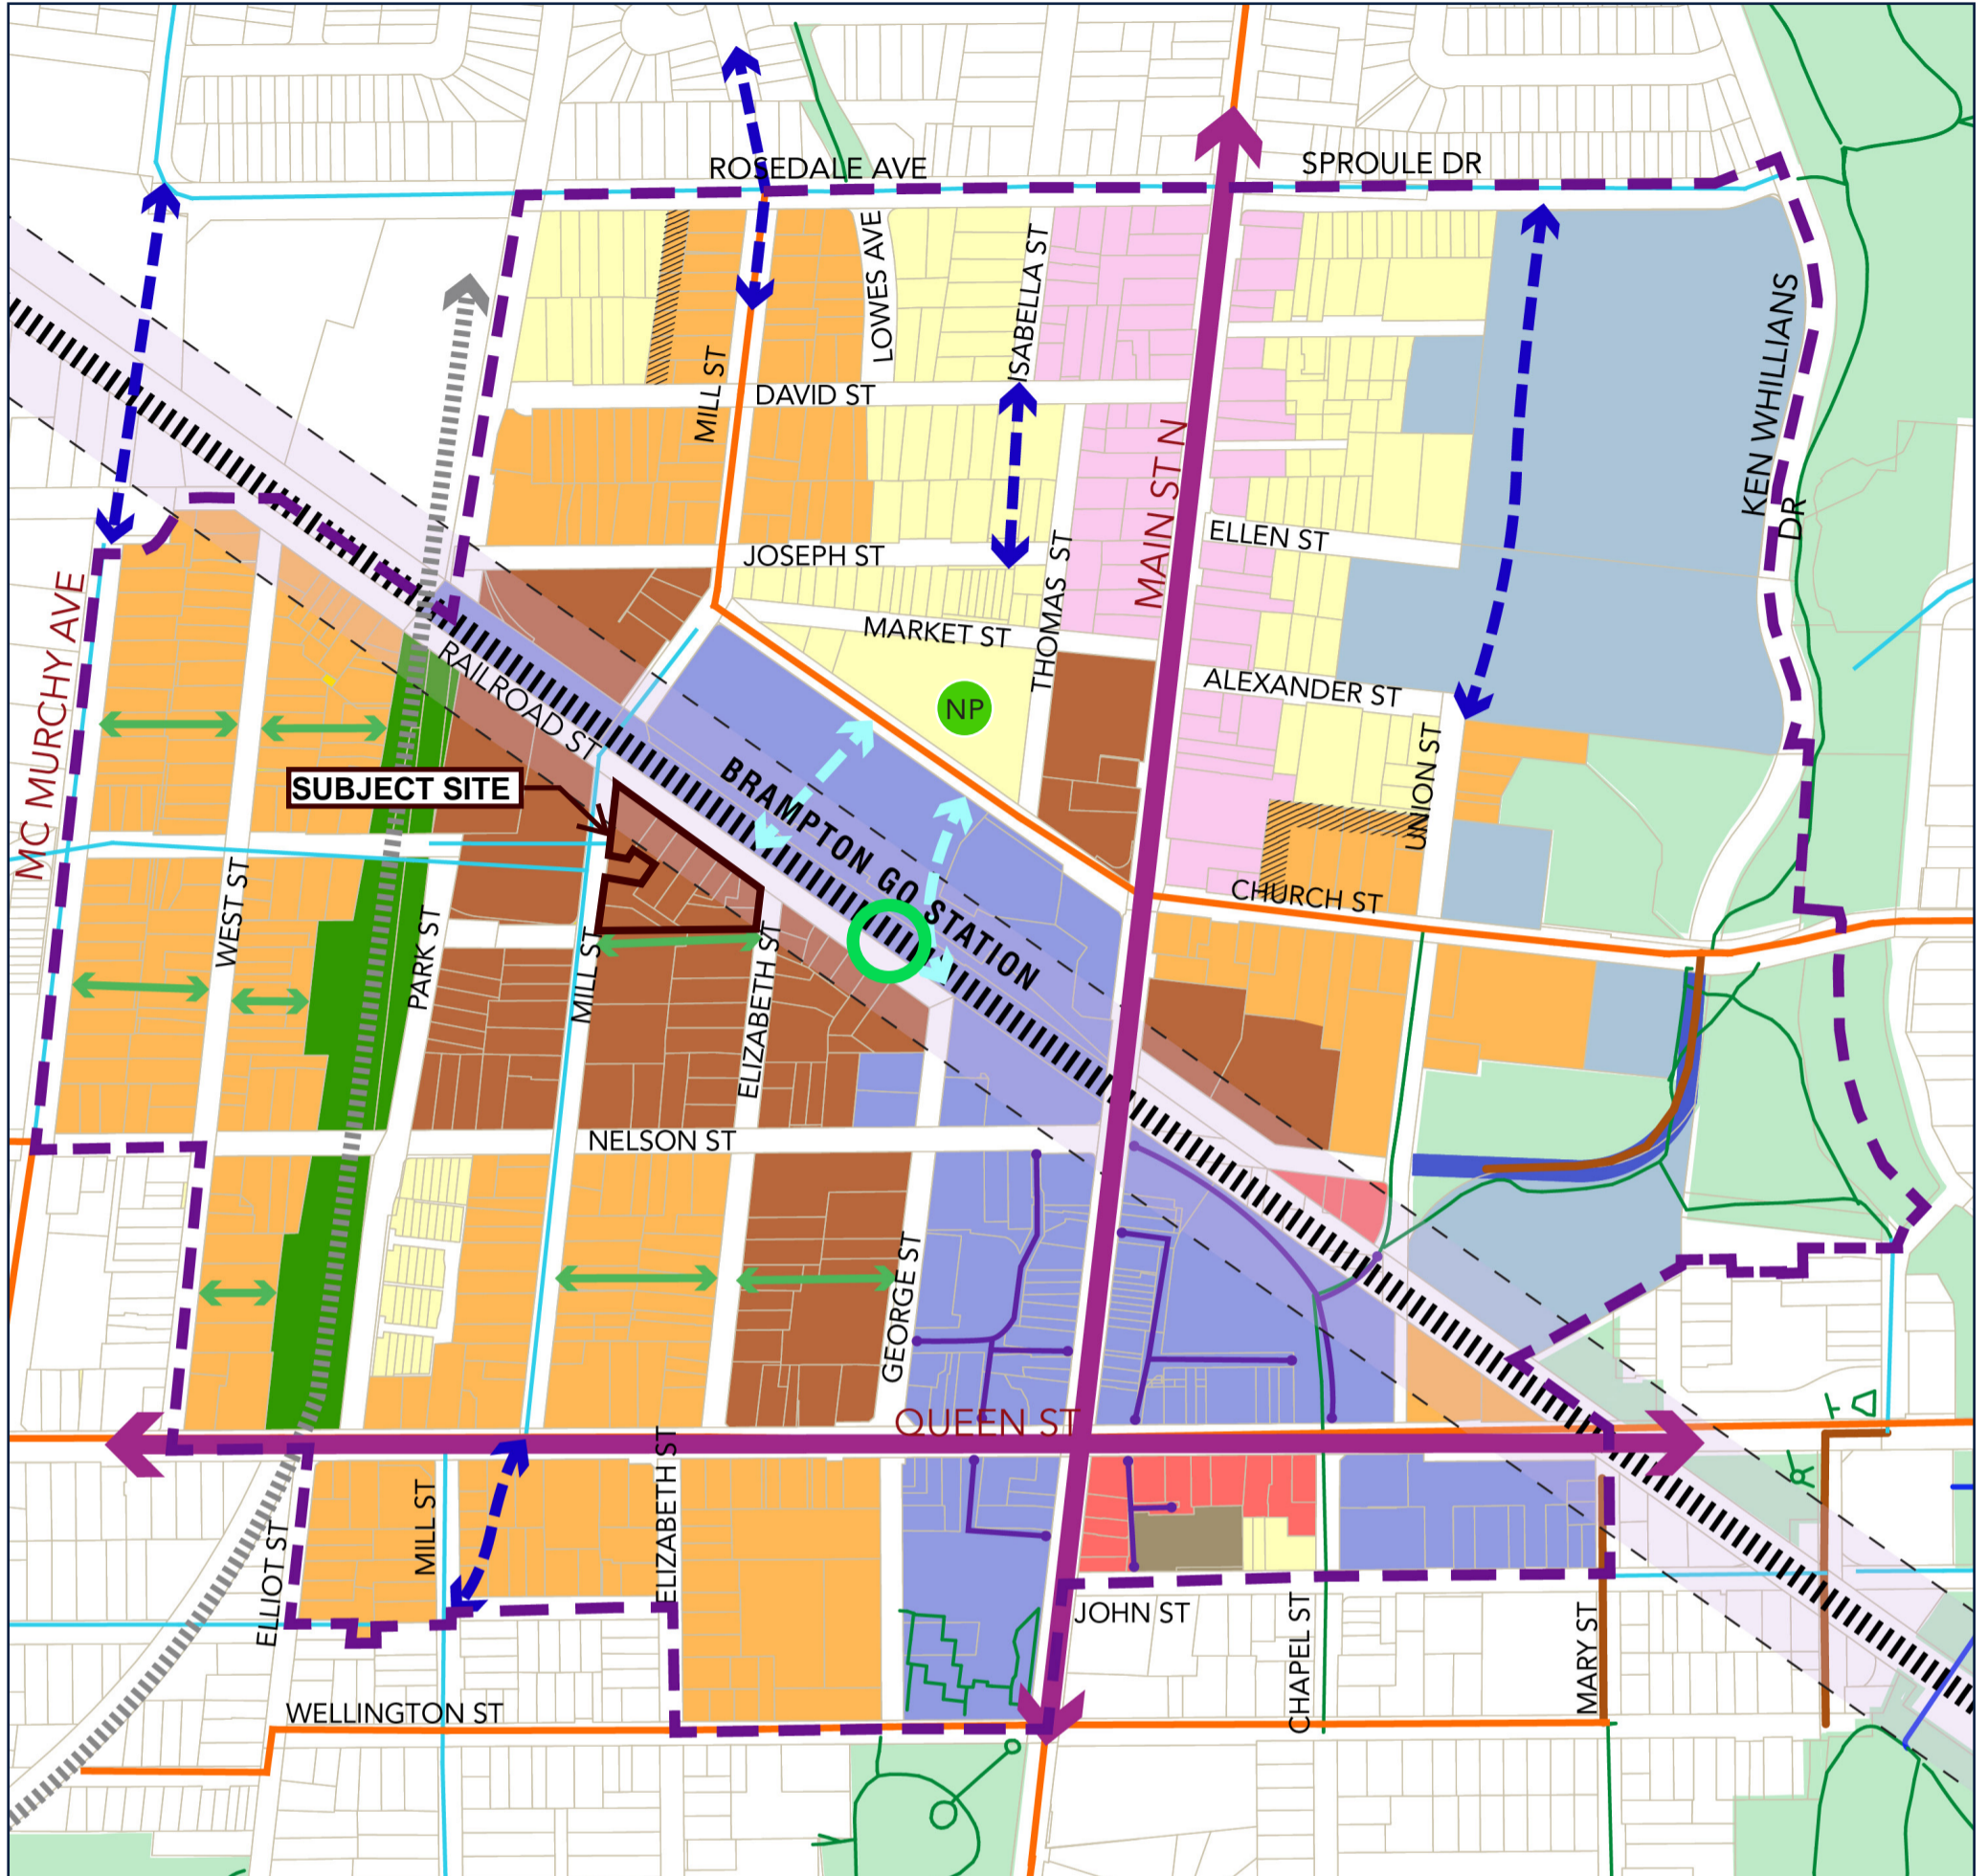 ROSEDALE AVE
SPROULE DR
LOWES AVE
ISABELLA ST
KEN WHILLIANS
DR
MILL ST
DAVID ST
MAIN ST N
ELLEN ST
JOSEPH ST
THOMAS ST
MC MURCHY AVE
MARKET ST
RAILROAD ST
ALEXANDER ST
NP
UNION ST
SUBJECT SITE
BRAMPTON GO STATION
WEST ST
CHURCH ST
PARK ST
MILL ST
ELIZABETH ST
NELSON ST
GEORGE ST
QUEEN ST
ELLIOT ST
MILL ST
ELIZABETH ST
JOHN ST
CHAPEL ST
MARY ST
WELLINGTON ST